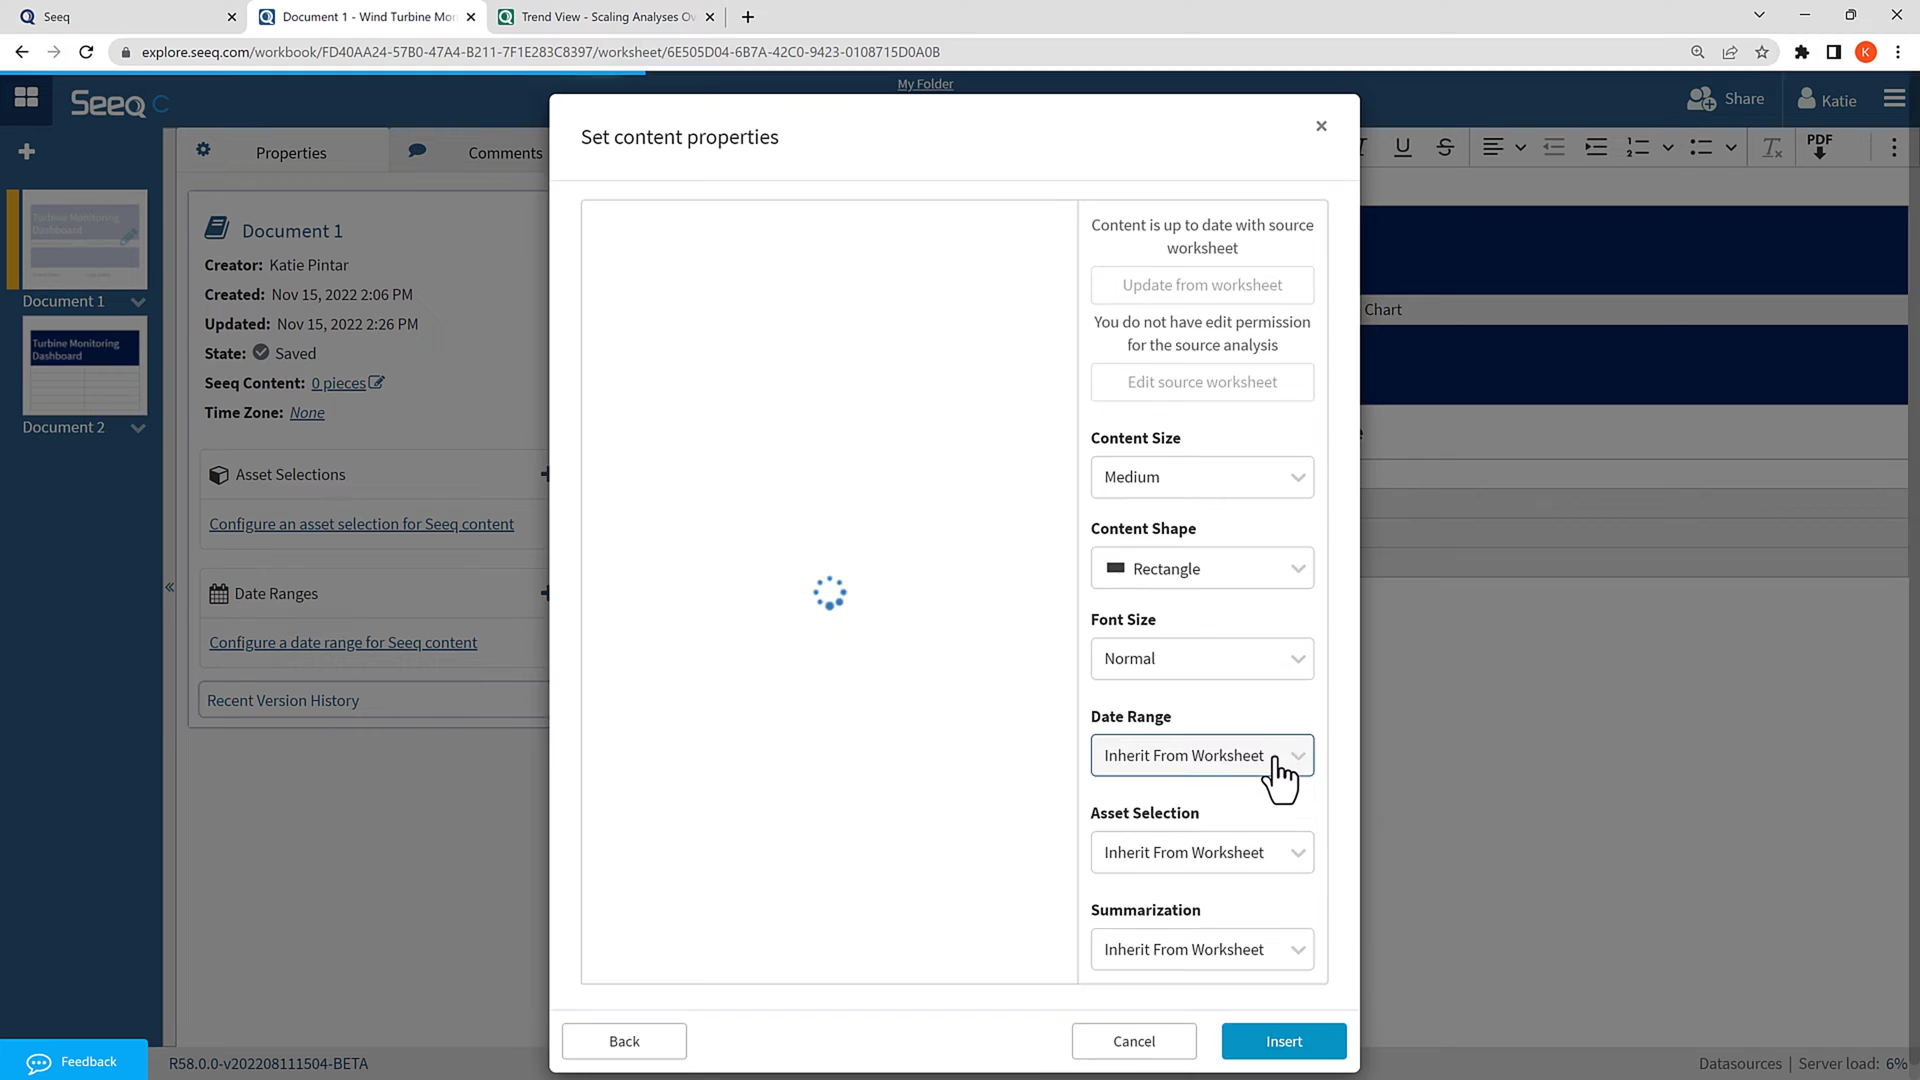 Seeq
Document 1 - Wind Turbine Mon
Trend View - Scaling Analyses Ov
explore.seeq.com/workbook/FD40AA24-57B0-47A4-B211-7F1E283C8397/worksheet/6E505D04-6B7A-42C0-9423-0108715D0A0B
K
My Folder
Seeq
Share
Katie
Properties
Comments
PDF
Set content properties
Turbine Monitoring
Dashboard
Document 1
Turbine Monitoring
Dashboard
Document 2
Document 1
Creator: Katie Pintar
Created: Nov 15, 2022 2:06 PM
Updated: Nov 15, 2022 2:26 PM
State: Saved
Seeq Content: 0 pieces
Time Zone: None
Asset Selections
Configure an asset selection for Seeq content
Date Ranges
Configure a date range for Seeq content
Recent Version History
Content is up to date with source
worksheet
Update from worksheet
You do not have edit permission
for the source analysis
Edit source worksheet
Content Size
Medium
Content Shape
Rectangle
Font Size
Normal
Date Range
Inherit From Worksheet
Asset Selection
Inherit From Worksheet
Summarization
Inherit From Worksheet
Chart
Back
Cancel
Insert
Feedback
R58.0.0-v202208111504-BETA
Datasources | Server load: 6%